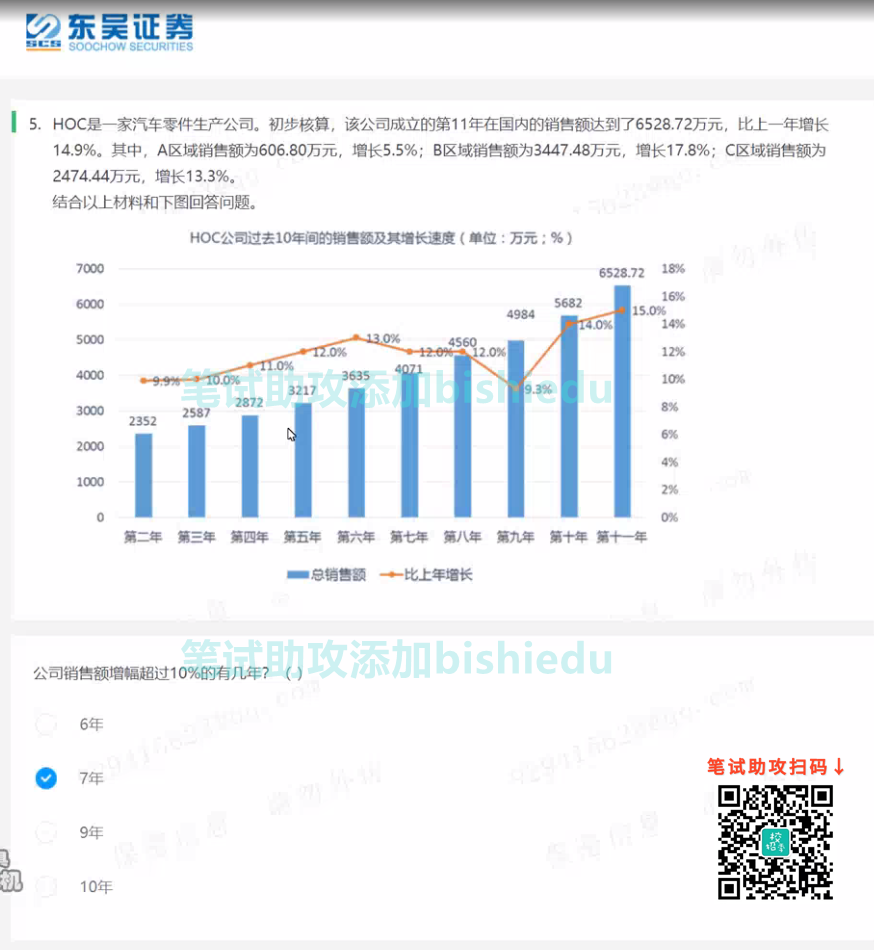 东吴证券
SCS SOOCHOW SECURITIES
5. HOC是一家汽车零件生产公司。初步核算，该公司成立的第11年在国内的销售额达到了6528.72万元，比上一年增长
14.9%。其中，A区域销售额为606.80万元，增长5.5%；B区域销售额为3447.48万元，增长17.8%；C区域销售额为
2474.44万元，增长13.3%。
结合以上材料和下图回答问题。
HOC公司过去10年间的销售额及其增长速度（单位：万元；%）
7000 6528.72 18%
6000 5682 16%
15.0%
5000 4984 14.0% 14%
4560 13.0%
4000 4071 12.0% 12.0% 12.0% 12%
3635 11.0%
3000 3217 9.9% 10.0% 10%
2872 9.3%
2587 8%
2352
2000 6%
1000 4%
2%
0 0%
第二年 第三年 第四年 第五年 第六年 第七年 第八年 第九年 第十年 第十一年
总销售额 比上年增长
笔试助攻添加bishiedu
笔试助攻添加bishiedu
公司销售额增幅超过10%的有几年？（ ）
6年
7年
9年
10年
笔试助攻扫码↓
校
招季
机